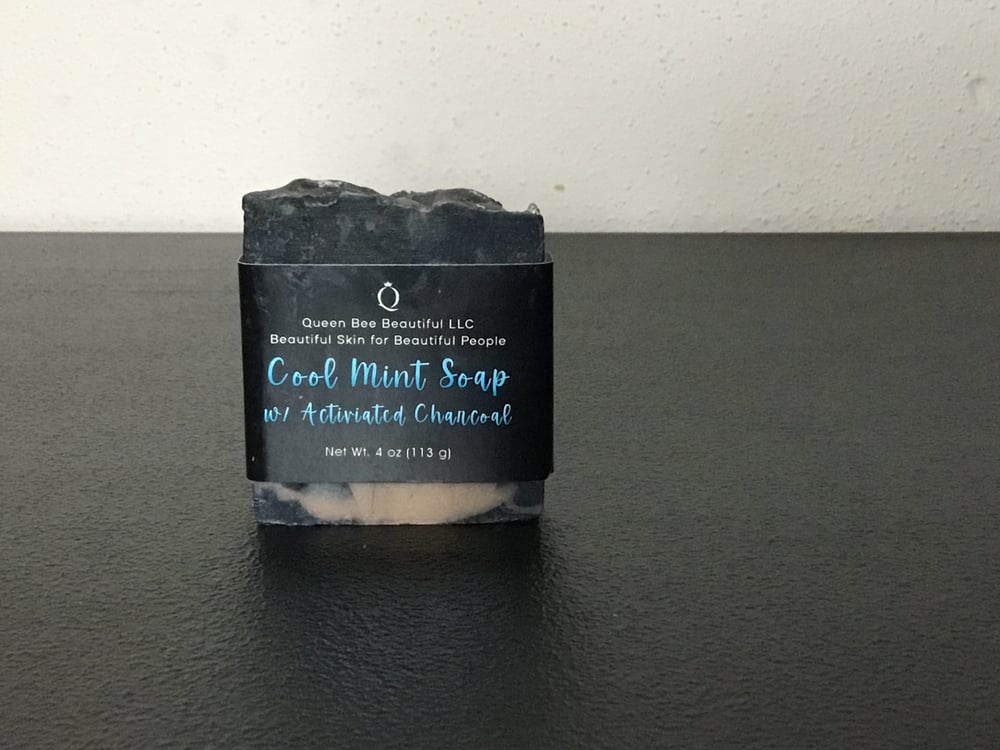 Q
Queen Bee Beautiful LLC
Beautiful Skin for Beautiful People
Cool Mint Soap
w/ Activiated Charcoal
Net Wt. 4 oz (113 g)